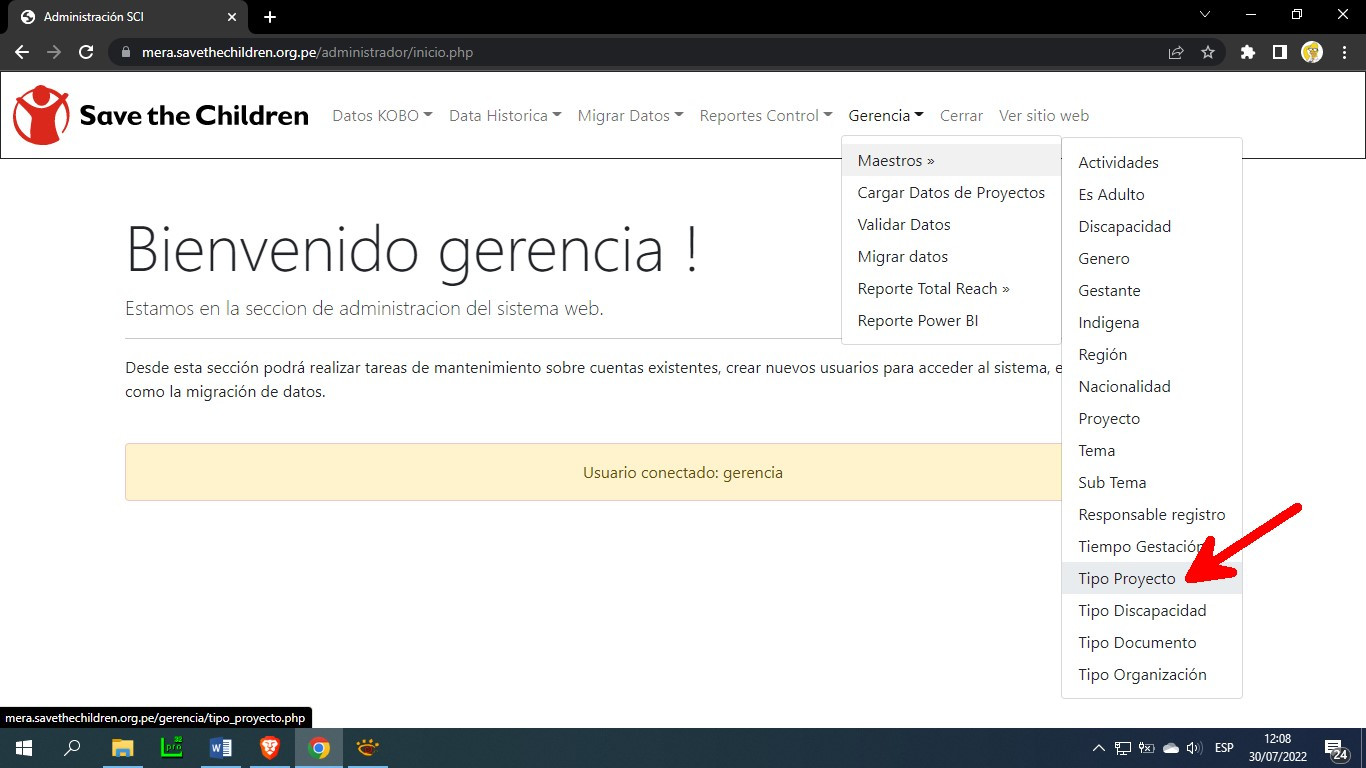 Administración SCI
mera.savethechildren.org.pe/administrador/inicio.php
Save the Children
Datos KOBO
Data Historica
Migrar Datos
Reportes Control
Gerencia
Cerrar
Ver sitio web
Maestros »
Cargar Datos de Proyectos
Validar Datos
Migrar datos
Reporte Total Reach »
Reporte Power BI
Actividades
Es Adulto
Discapacidad
Genero
Gestante
Indigena
Región
Nacionalidad
Proyecto
Tema
Sub Tema
Responsable registro
Tiempo Gestación
Tipo Proyecto
Tipo Discapacidad
Tipo Documento
Tipo Organización
Bienvenido gerencia !
Estamos en la seccion de administracion del sistema web.
Desde esta sección podrá realizar tareas de mantenimiento sobre cuentas existentes, crear nuevos usuarios para acceder al sistema, e
como la migración de datos.
Usuario conectado: gerencia
mera.savethechildren.org.pe/gerencia/tipo_proyecto.php
pro
ESP
12:08
30/07/2022
24